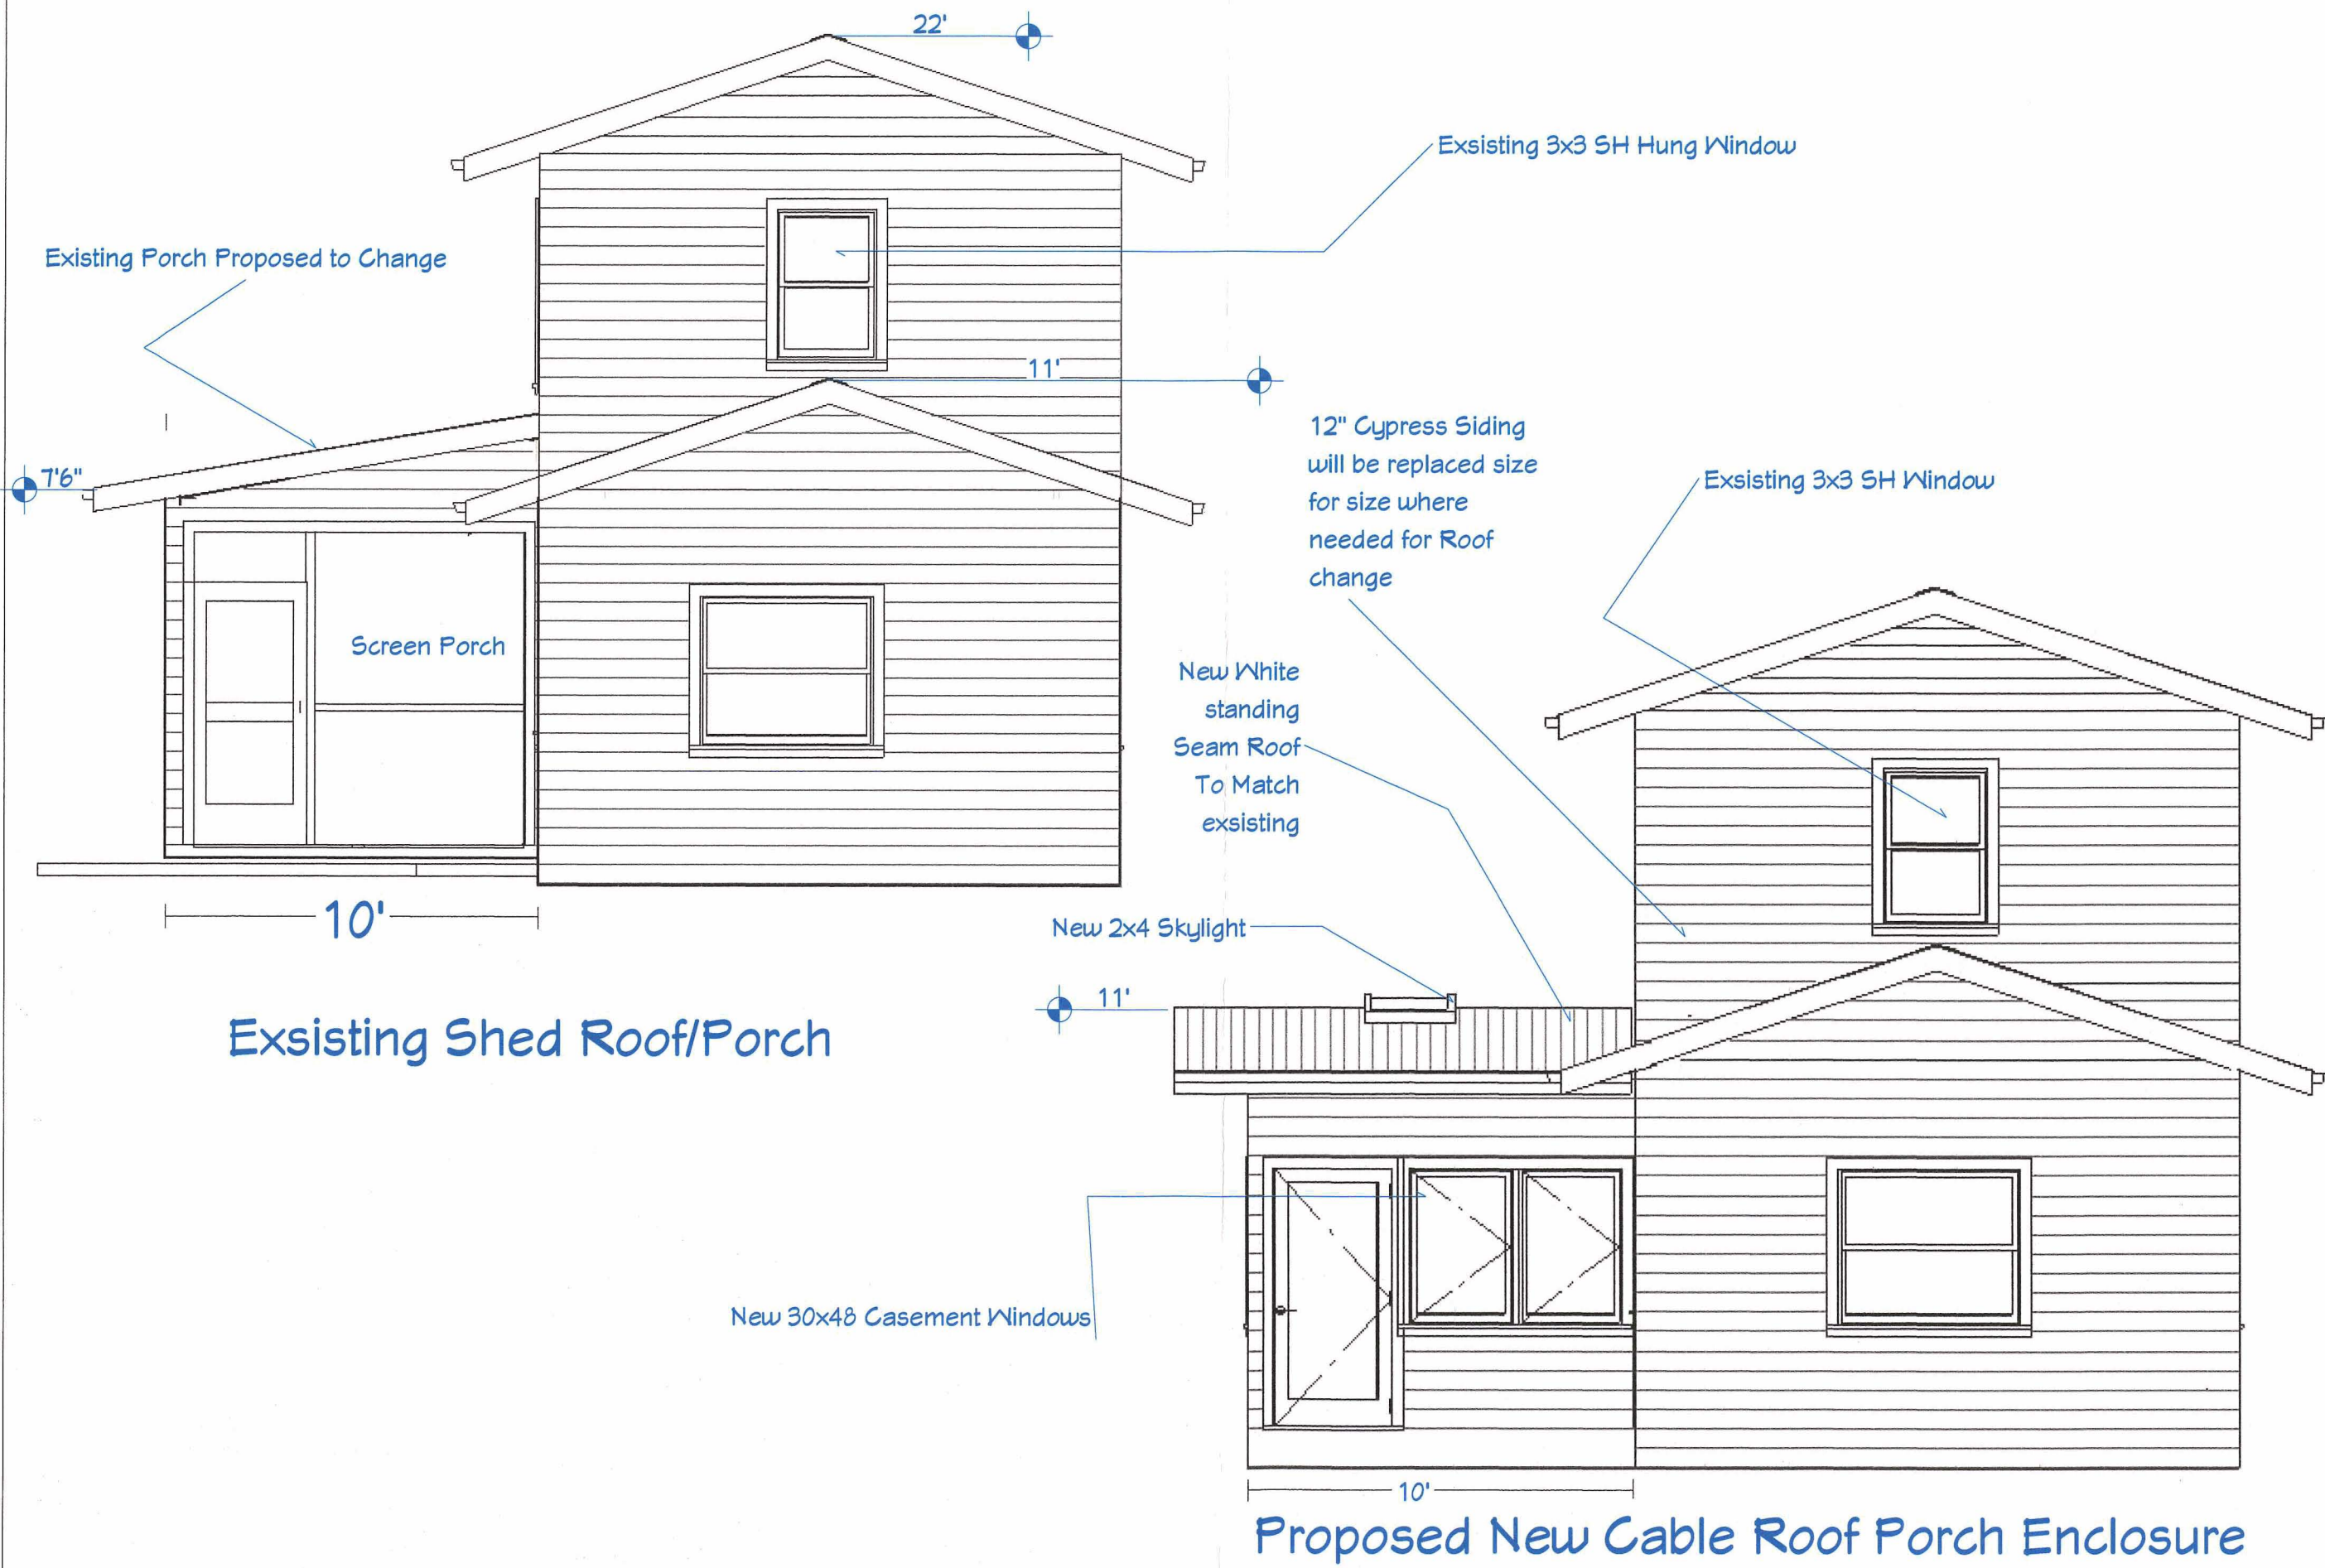 22'
Exsisting 3x3 SH Hung Window
Existing Porch Proposed to Change
11'
7'6"
Screen Porch
10'
Exsisting Shed Roof/Porch
12" Cypress Siding
will be replaced size
for size where
needed for Roof
change
Exsisting 3x3 SH Window
New White
standing
Seam Roof
To Match
exsisting
New 2x4 Skylight
11'
New 30x48 Casement Windows
10'
Proposed New Cable Roof Porch Enclosure